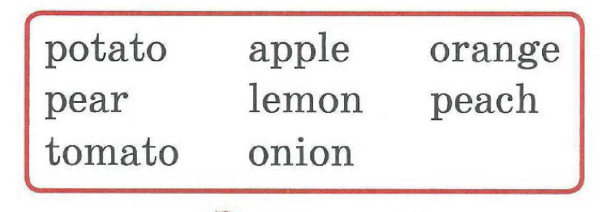 potato apple orange
pear lemon peach
tomato onion